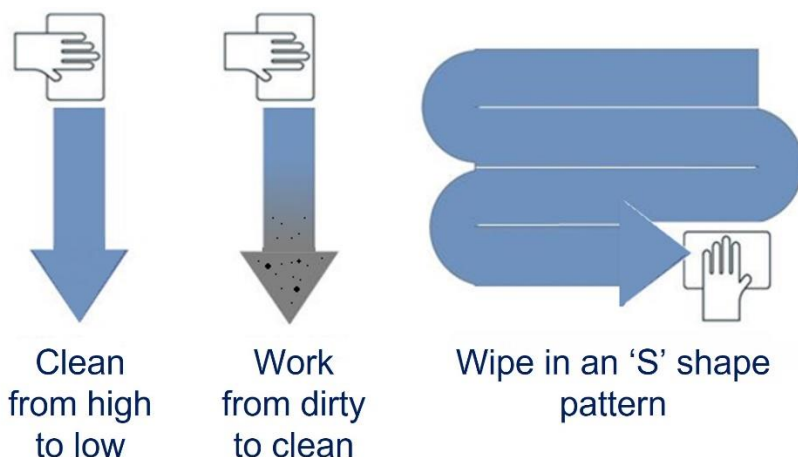 Clean
from high
to low
Work
from dirty
to clean
Wipe in an ‘S’ shape
pattern